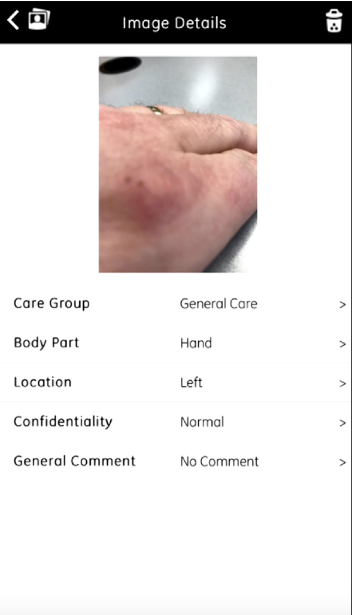 Image Details
Care Group General Care >
Body Part Hand >
Location Left >
Confidentiality Normal >
General Comment No Comment >